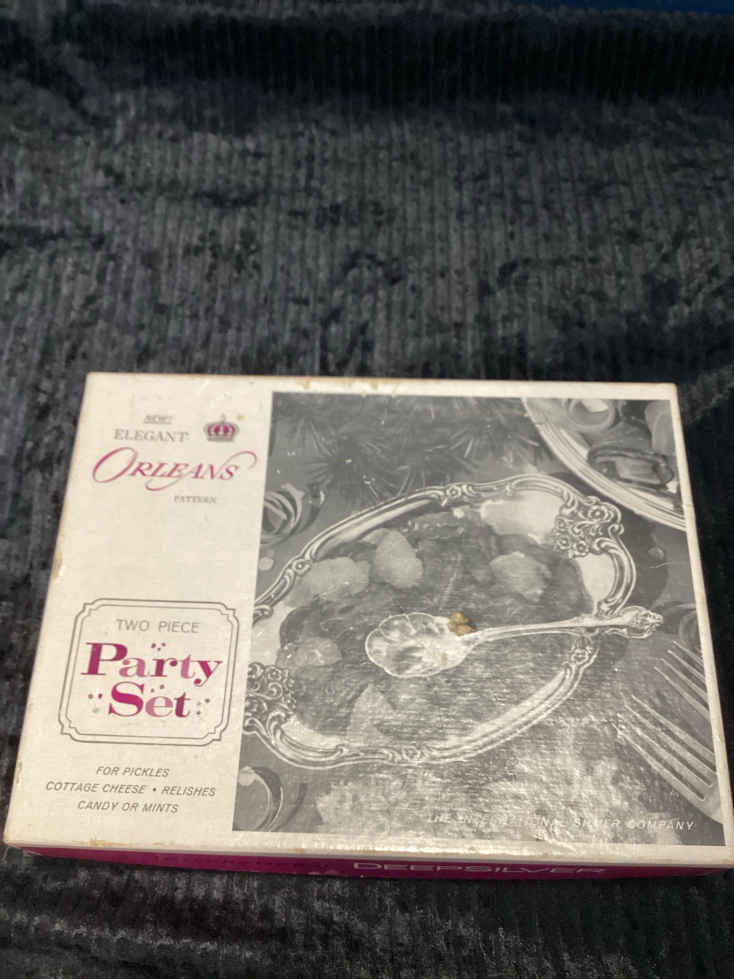 NEW!
ELEGANT
ORLEANS
PATTERN
TWO PIECE
Party
Set
FOR PICKLES
COTTAGE CHEESE • RELISHES
CANDY OR MINTS
THE INTERNATIONAL SILVER COMPANY
DEEPSILVER